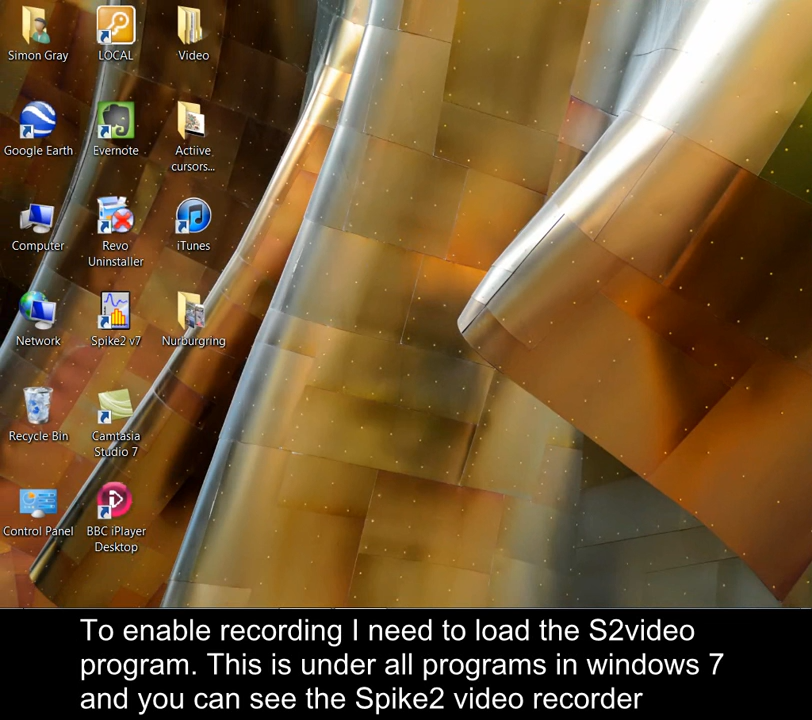 Simon Gray
LOCAL
Video
Google Earth
Evernote
Actiive
cursors...
Computer
Revo
Uninstaller
iTunes
Network
Spike2 v7
Nurburgring
Recycle Bin
Camtasia
Studio 7
Control Panel
BBC iPlayer
Desktop
To enable recording I need to load the S2video
program. This is under all programs in windows 7
and you can see the Spike2 video recorder